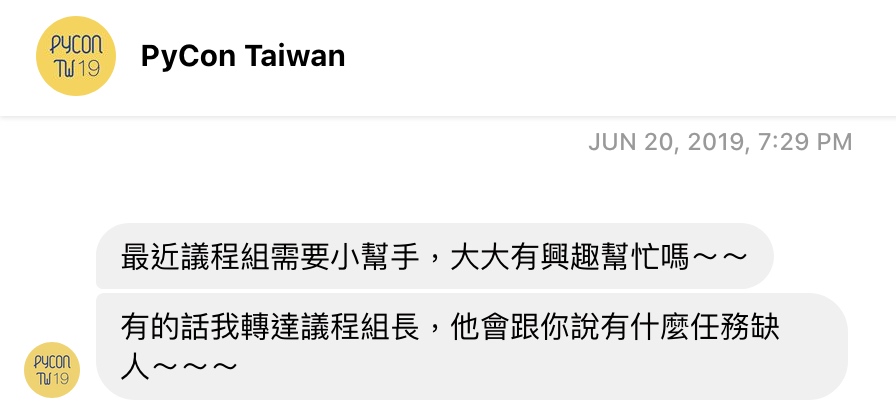 PYCON
TW19
PyCon Taiwan
JUN 20, 2019, 7:29 PM
最近議程組需要小幫手，大大有興趣幫忙嗎～～
有的話我轉達議程組長，他會跟你說有什麼任務缺
人～～～
PYCON
TW19